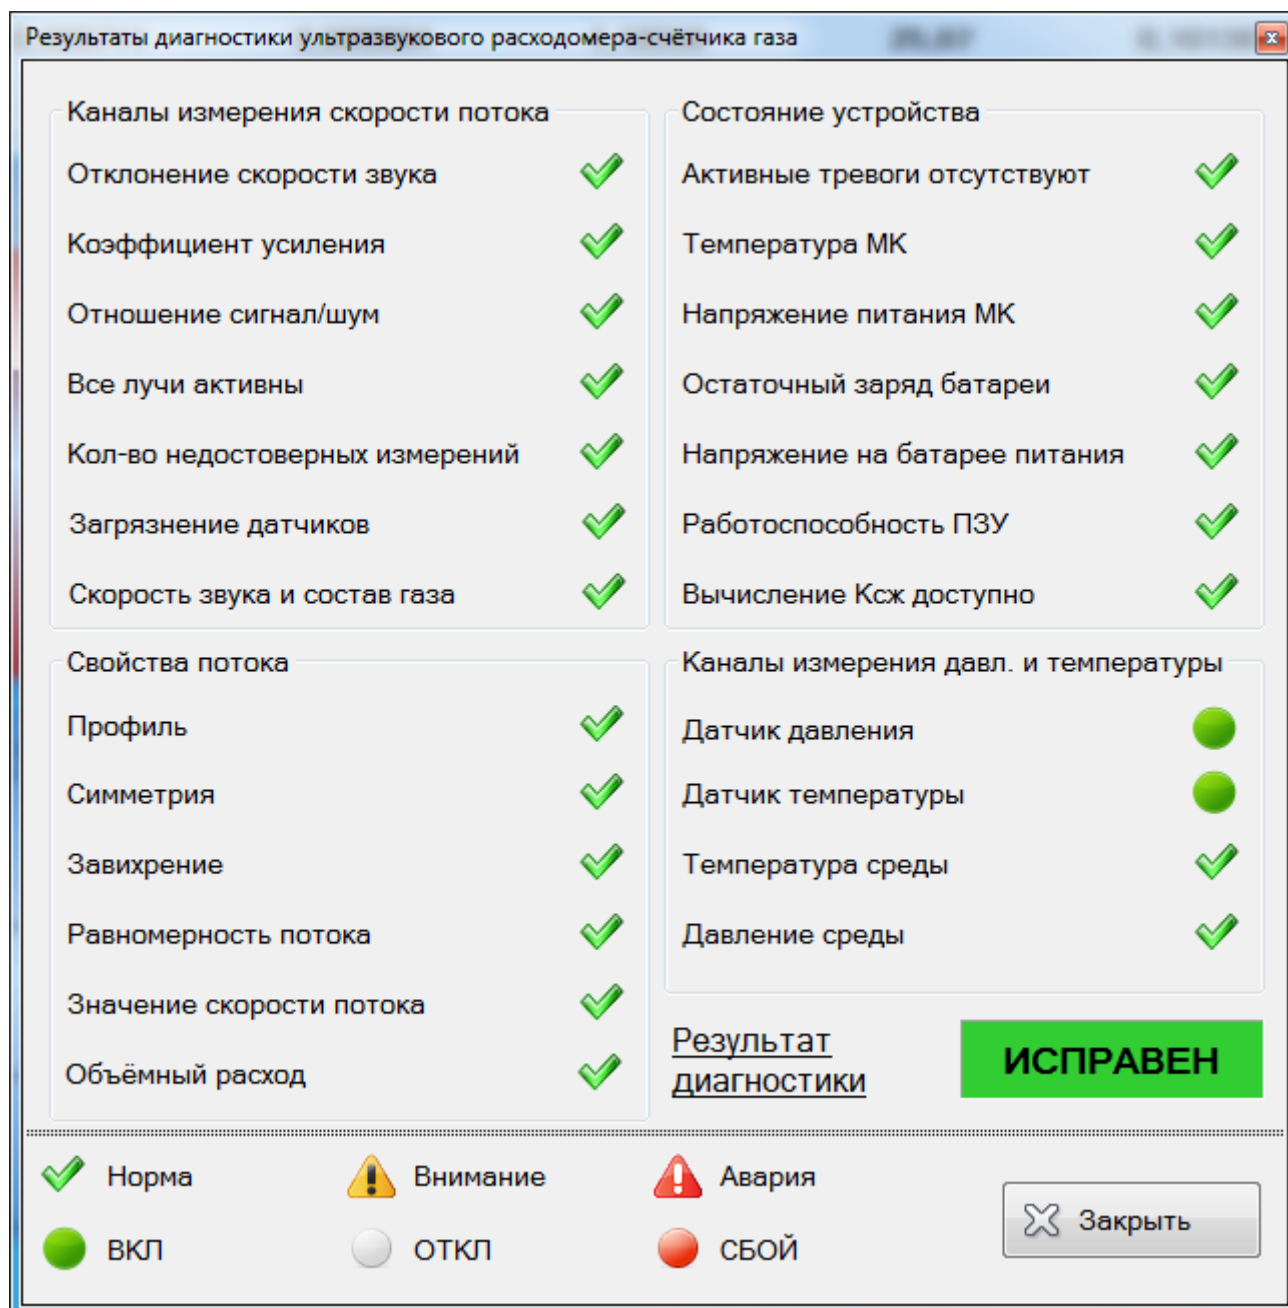 Результаты диагностики ультразвукового расходомера-счётчика газа
Каналы измерения скорости потока
Отклонение скорости звука
Коэффициент усиления
Отношение сигнал/шум
Все лучи активны
Кол-во недостоверных измерений
Загрязнение датчиков
Скорость звука и состав газа
Состояние устройства
Активные тревоги отсутствуют
Температура МК
Напряжение питания МК
Остаточный заряд батареи
Напряжение на батарее питания
Работоспособность ПЗУ
Вычисление Ксж доступно
Свойства потока
Профиль
Симметрия
Завихрение
Равномерность потока
Значение скорости потока
Объёмный расход
Каналы измерения давл. и температуры
Датчик давления
Датчик температуры
Температура среды
Давление среды
Результат
диагностики
ИСПРАВЕН
Норма
Внимание
Авария
ВКЛ
ОТКЛ
СБОЙ
Закрыть